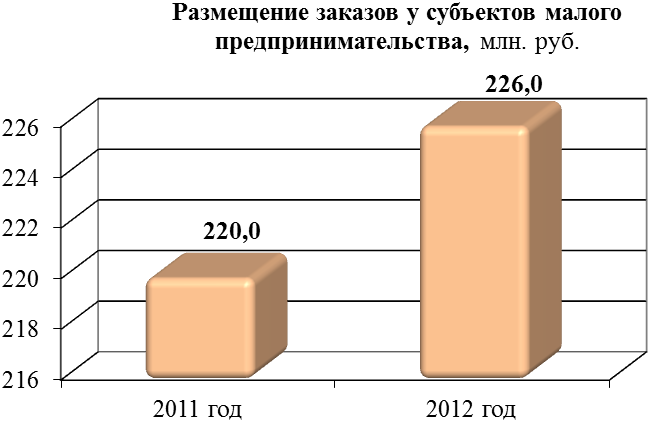 Размещение заказов у субъектов малого
предпринимательства, млн. руб.
226,0
226
224
222
220,0
220
218
216
2011 год
2012 год